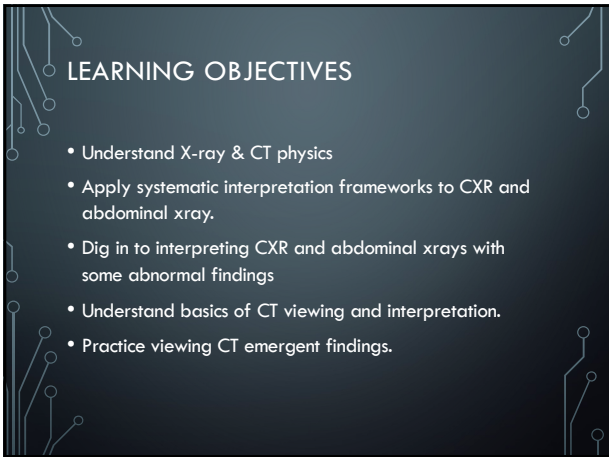 LEARNING OBJECTIVES
• Understand X-ray & CT physics
• Apply systematic interpretation frameworks to CXR and
abdominal xray.
• Dig in to interpreting CXR and abdominal xrays with
some abnormal findings
• Understand basics of CT viewing and interpretation.
• Practice viewing CT emergent findings.